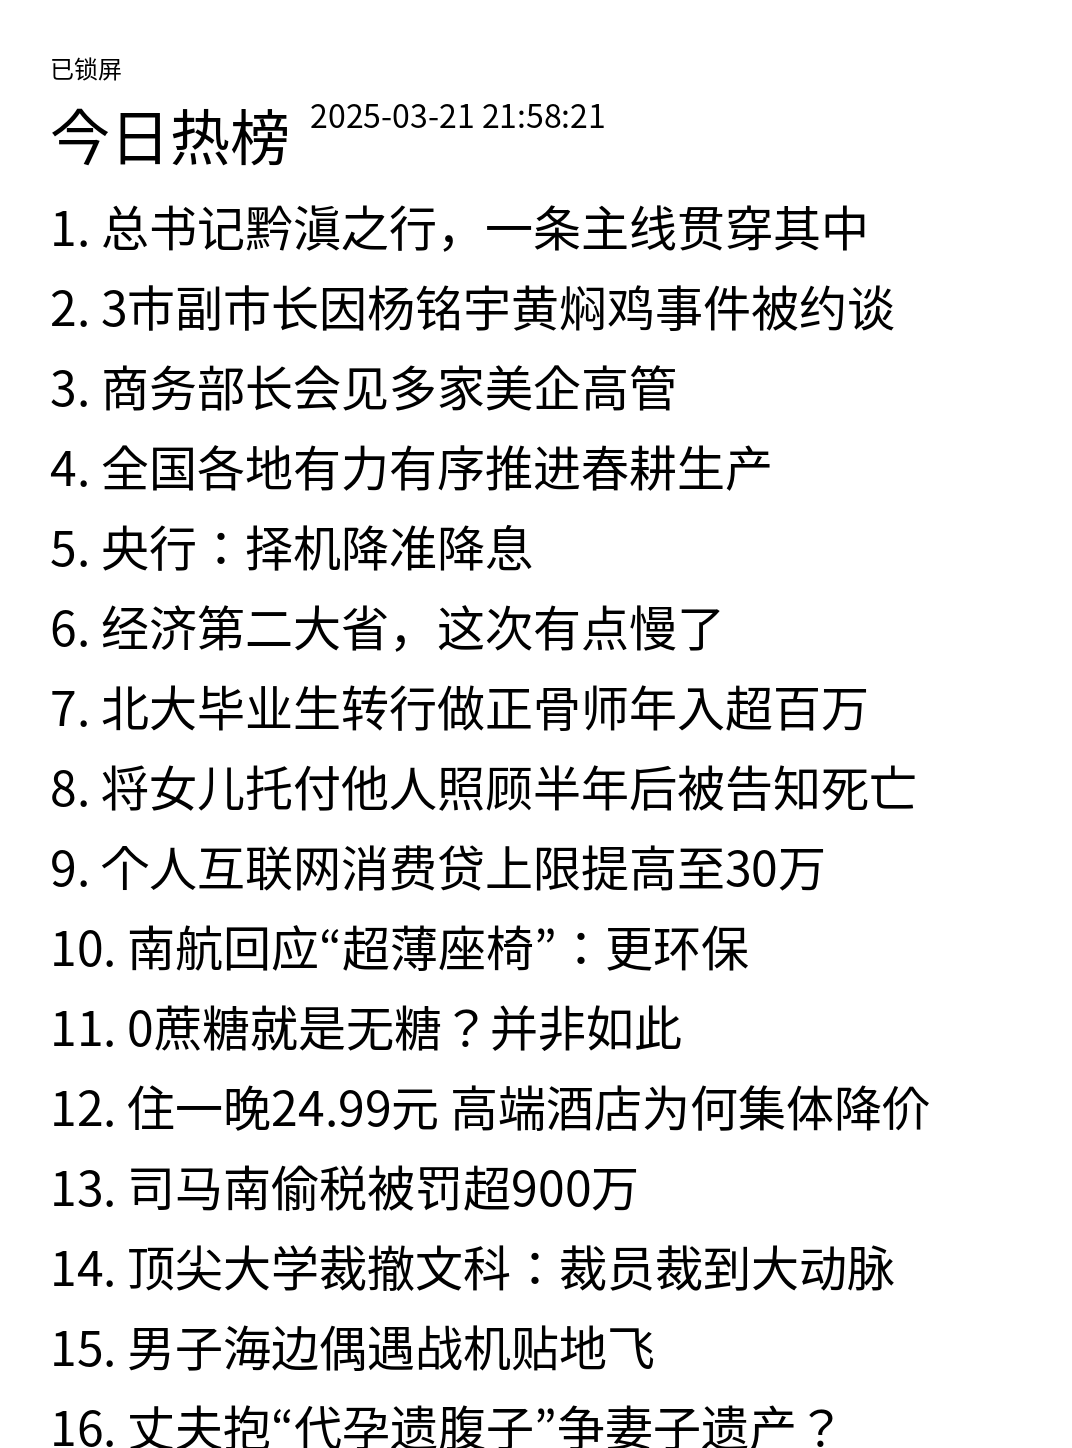 已锁屏
今日热榜 2025-03-21 21:58:21
1. 总书记黔滇之行，一条主线贯穿其中
2. 3市副市长因杨铭宇黄焖鸡事件被约谈
3. 商务部长会见多家美企高管
4. 全国各地有力有序推进春耕生产
5. 央行：择机降准降息
6. 经济第二大省，这次有点慢了
7. 北大毕业生转行做正骨师年入超百万
8. 将女儿托付他人照顾半年后被告知死亡
9. 个人互联网消费贷上限提高至30万
10. 南航回应“超薄座椅”：更环保
11. 0蔗糖就是无糖？并非如此
12. 住一晚24.99元 高端酒店为何集体降价
13. 司马南偷税被罚超900万
14. 顶尖大学裁撤文科：裁员裁到大动脉
15. 男子海边偶遇战机贴地飞
16. 丈夫抱“代孕遗腹子”争妻子遗产？